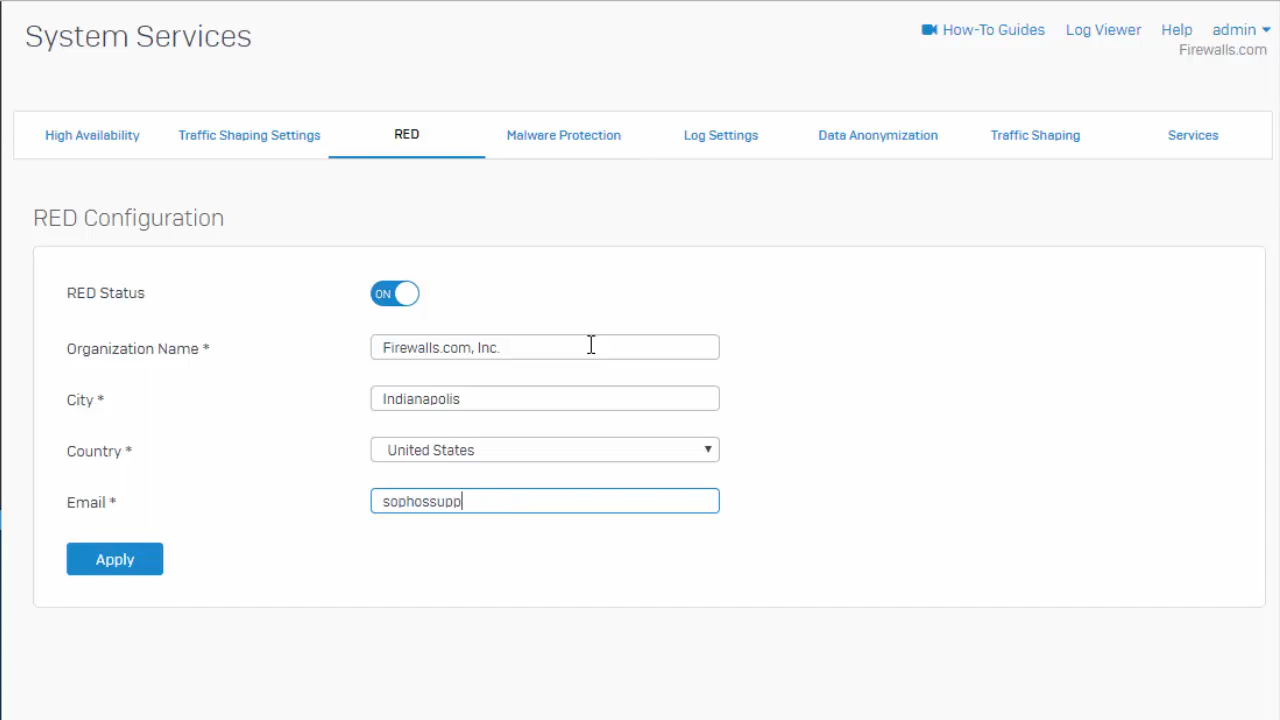 System Services
How-To Guides Log Viewer Help admin
Firewalls.com
High Availability Traffic Shaping Settings RED Malware Protection Log Settings Data Anonymization Traffic Shaping Services
RED Configuration
RED Status ON
Organization Name * Firewalls.com, Inc.
City * Indianapolis
Country * United States
Email * sophossupp
Apply